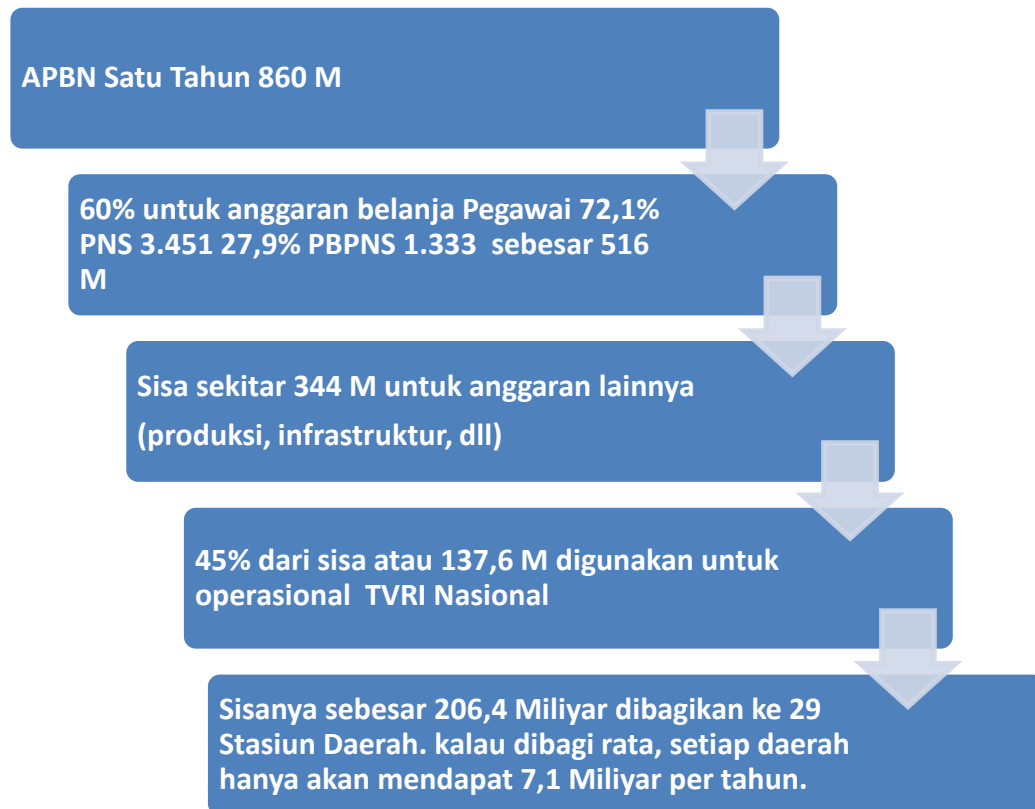 APBN Satu Tahun 860 M
60% untuk anggaran belanja Pegawai 72,1%
PNS 3.451 27,9% PBPNS 1.333  sebesar 516
M
Sisa sekitar 344 M untuk anggaran lainnya
(produksi, infrastruktur, dll)
45% dari sisa atau 137,6 M digunakan untuk
operasional  TVRI Nasional
Sisanya sebesar 206,4 Miliyar dibagikan ke 29
Stasiun Daerah. kalau dibagi rata, setiap daerah
hanya akan mendapat 7,1 Miliyar per tahun.